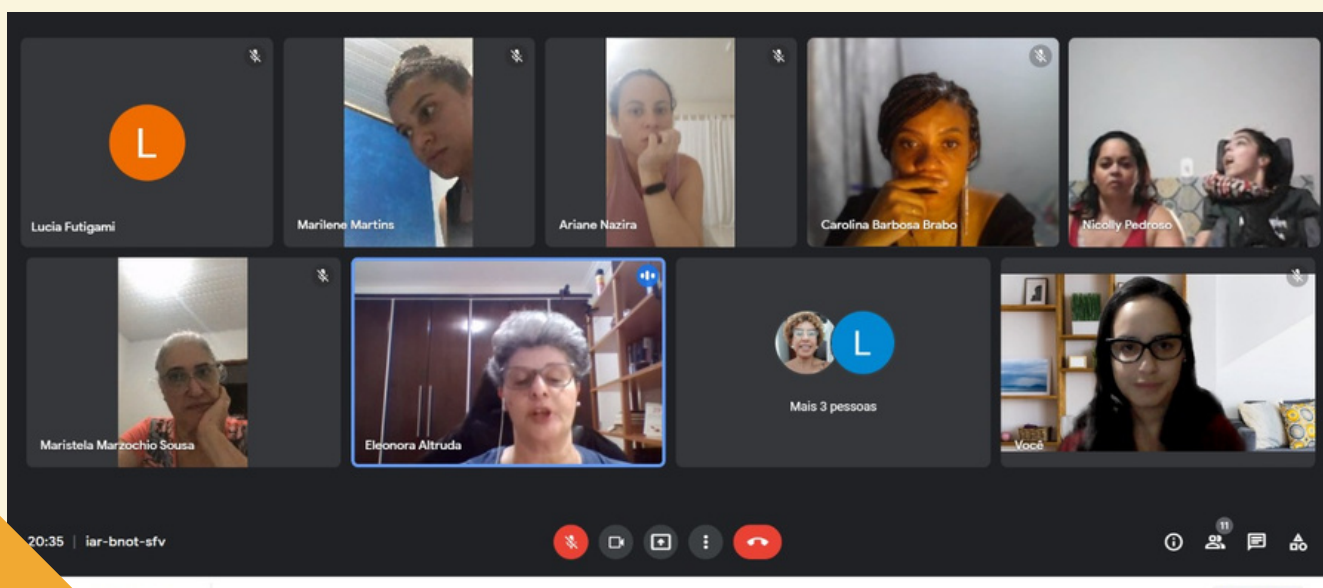 L
Lucia Futigami
Marilene Martins
Ariane Nazira
Carolina Barbosa Brabo
Nicolly Pedroso
Maristela Marzochio Sousa
Eleonora Altruda
L
Mais 3 pessoas
Você
20:35 | iar-bnot-sfv
11